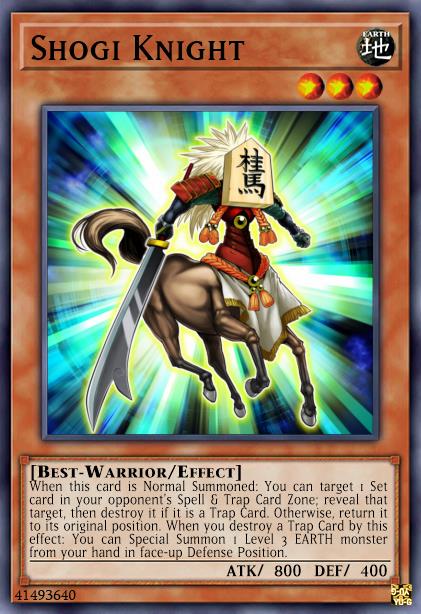 Shogi Knight
EARTH
地
桂馬
[Best-Warrior/Effect]
When this card is Normal Summoned: You can target 1 Set
card in your opponent's Spell & Trap Card Zone; reveal that
target, then destroy it if it is a Trap Card. Otherwise, return it
to its original position. When you destroy a Trap Card by this
effect: You can Special Summon 1 Level 3 EARTH monster
from your hand in face-up Defense Position.
ATK/ 800 DEF/ 400
41493640